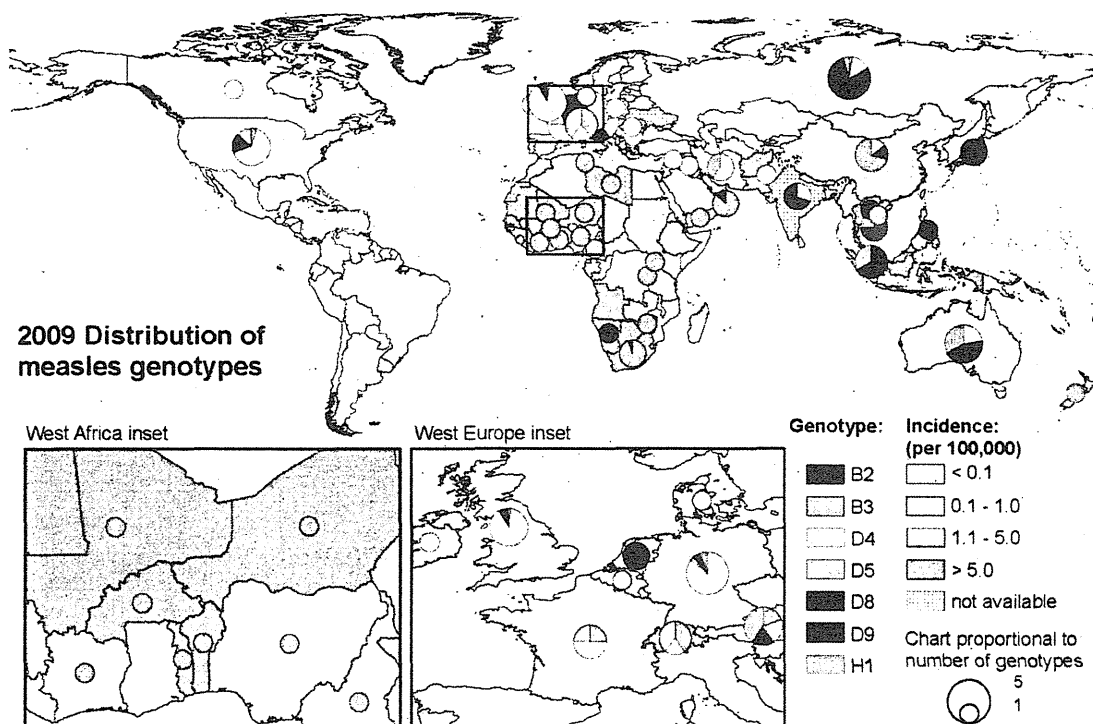 2009 Distribution of
measles genotypes
West Africa inset
West Europe inset
Genotype:
B2
B3
D4
D5
D8
D9
H1
Incidence:
(per 100,000)
< 0.1
0.1 - 1.0
1.1 - 5.0
> 5.0
not available
Chart proportional to
number of genotypes
5
1